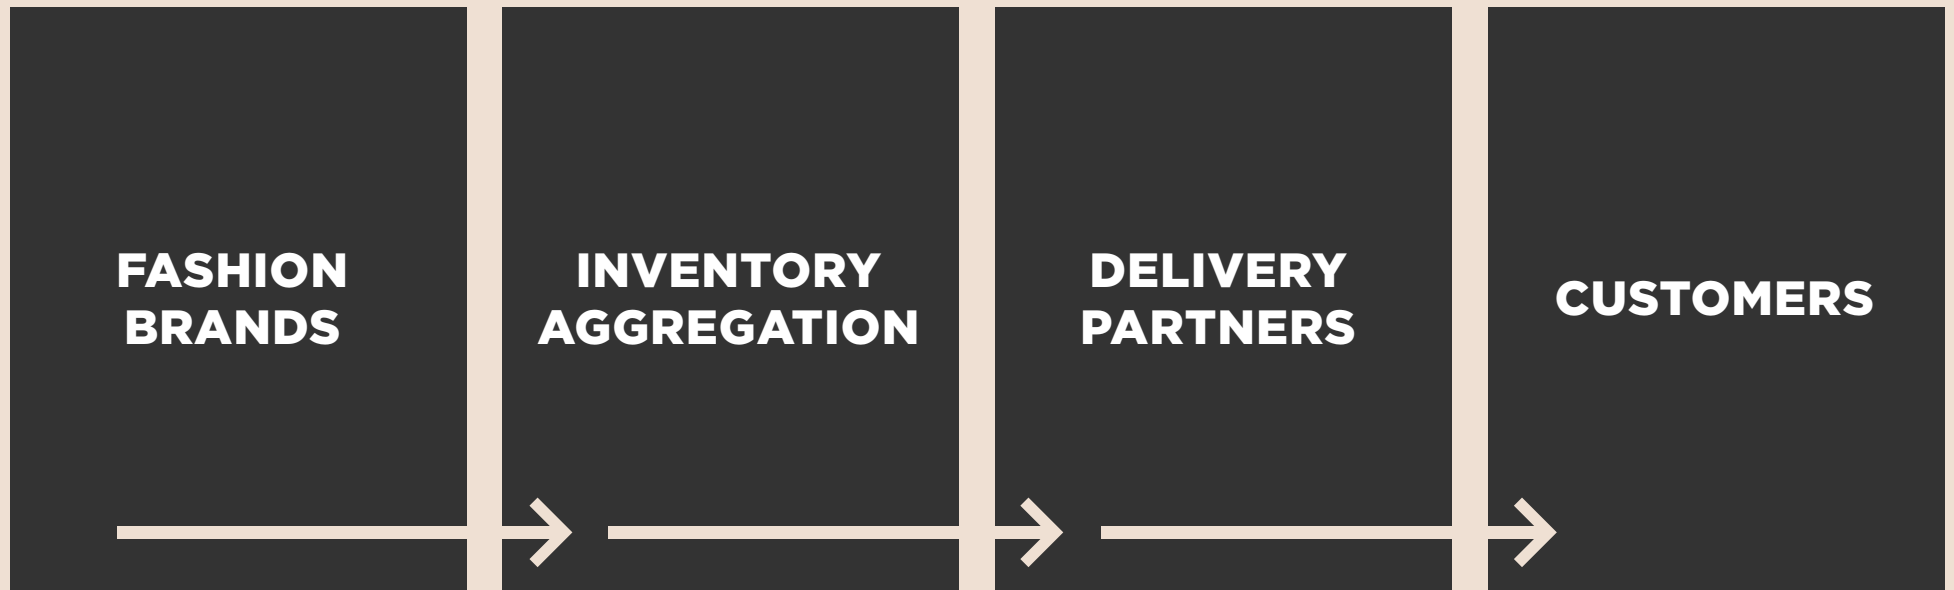 FASHION
BRANDS
INVENTORY
AGGREGATION
DELIVERY
PARTNERS
CUSTOMERS